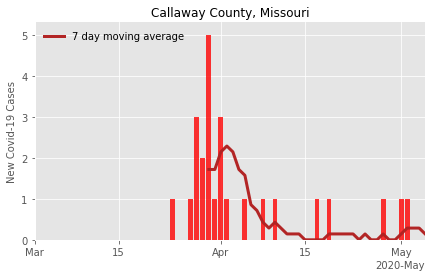 Callaway County, Missouri
7 day moving average
New Covid-19 Cases
5
4
3
2
1
0
Mar 15 Apr 15 May
2020-May